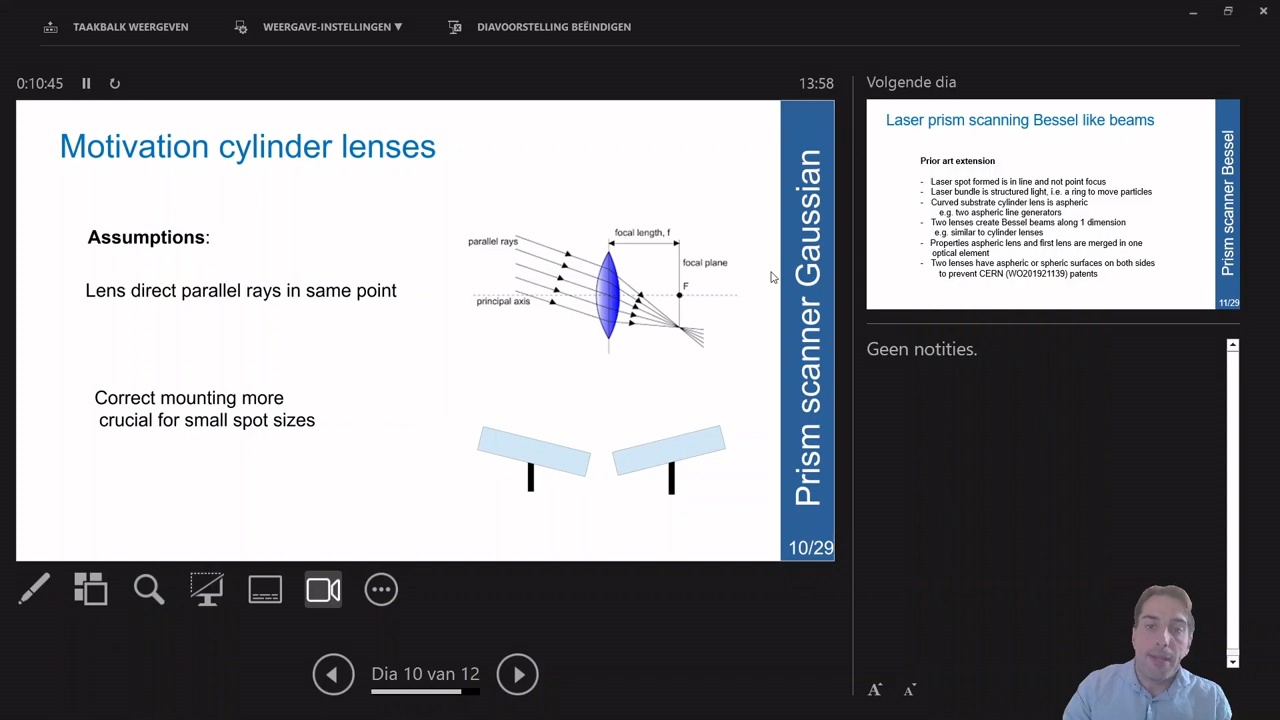 TAAKBALK WEERGEVEN
WEERGAVE-INSTELLINGEN ▼
DIAVOORSTELLING BEËINDIGEN
0:10:45
13:58
Motivation cylinder lenses
Assumptions:
Lens direct parallel rays in same point
Correct mounting more
crucial for small spot sizes
parallel rays
focal length, f
focal plane
F
principal axis
Prism scanner Gaussian
10/29
Volgende dia
Laser prism scanning Bessel like beams
Prior art extension
- Laser spot formed is in line and not point focus
- Laser bundle is structured light, i.e. a ring to move particles
- Curved substrate cylinder lens is aspheric
e.g. two aspheric line generators
- Two lenses create Bessel beams along 1 dimension
e.g. similar to cylinder lenses
- Properties aspheric lens and first lens are merged in one
optical element
- Two lenses have aspheric or spheric surfaces on both sides
to prevent CERN (WO201921139) patents
Prism scanner Bessel
11/29
Geen notities.
Dia 10 van 12
A
A